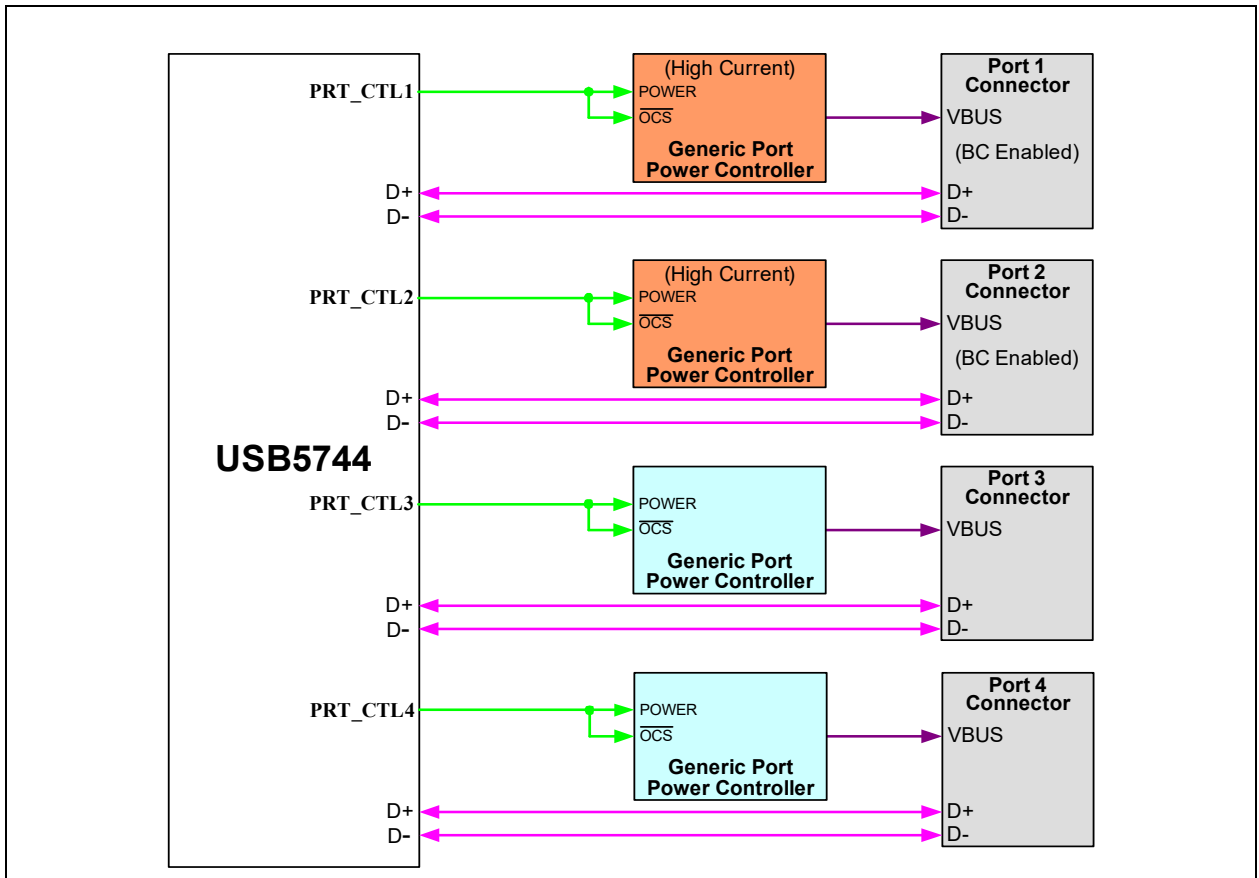 (High Current)
Port 1
Connector
PRT_CTL1
POWER
OCS
VBUS
Generic Port
Power Controller
(BC Enabled)
D+
D+
D-
D-
(High Current)
Port 2
Connector
PRT_CTL2
POWER
OCS
VBUS
Generic Port
Power Controller
(BC Enabled)
D+
D+
D-
D-
USB5744
Port 3
Connector
PRT_CTL3
POWER
OCS
VBUS
Generic Port
Power Controller
D+
D+
D-
D-
Port 4
Connector
PRT_CTL4
POWER
OCS
VBUS
Generic Port
Power Controller
D+
D+
D-
D-